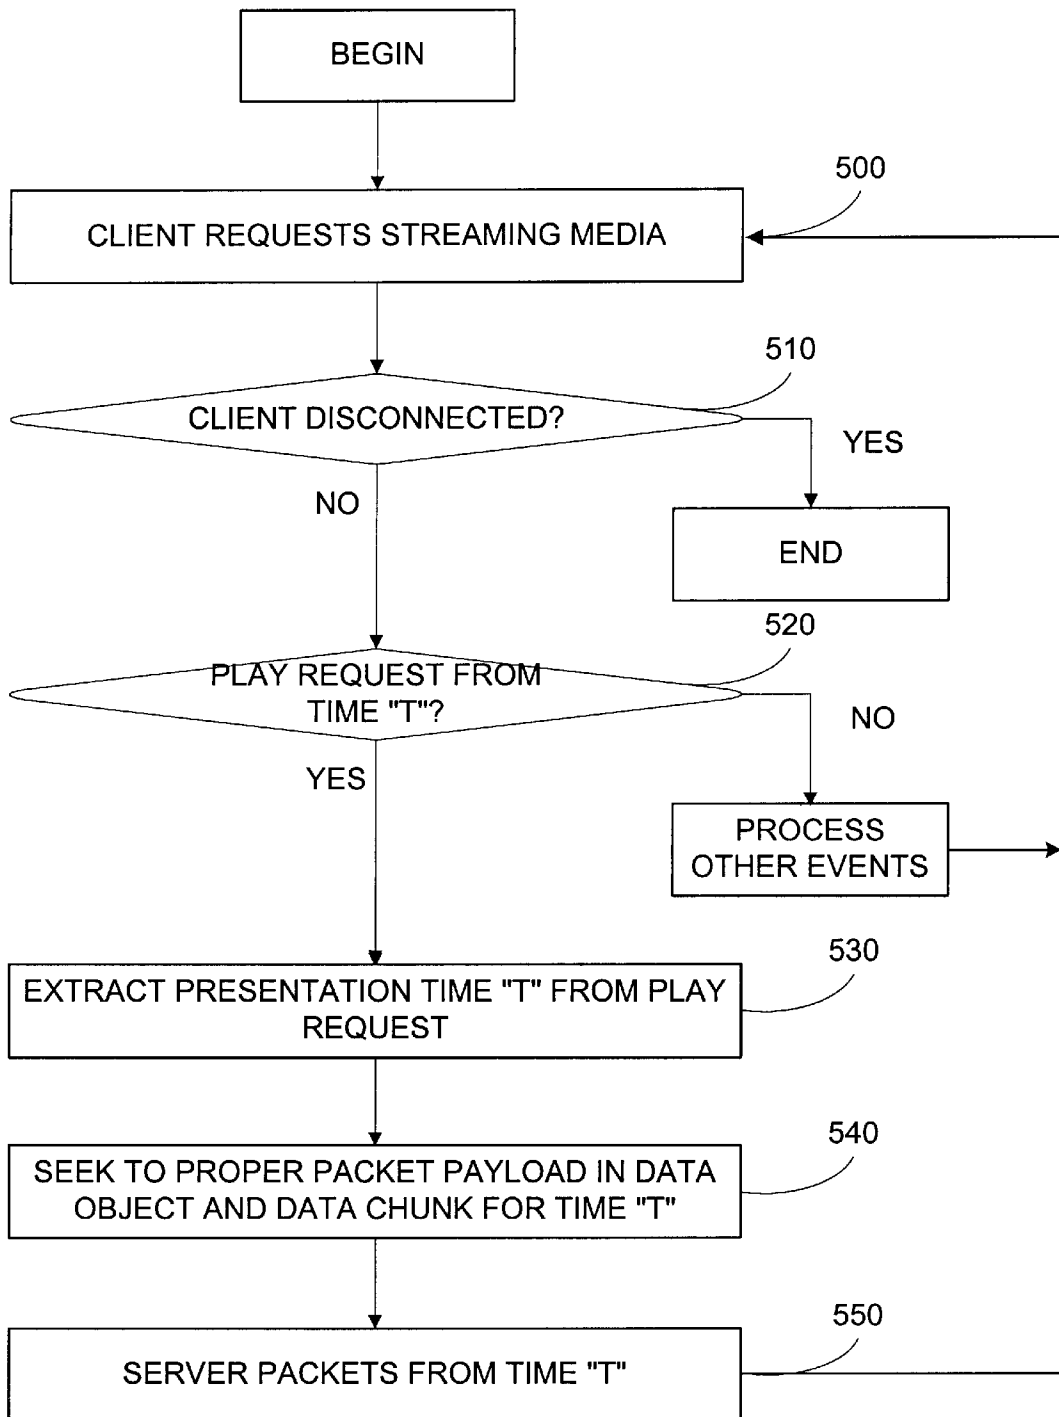 BEGIN
500
CLIENT REQUESTS STREAMING MEDIA
510
CLIENT DISCONNECTED?
YES
NO
END
520
PLAY REQUEST FROM
TIME "T"?
NO
YES
PROCESS
OTHER EVENTS
530
EXTRACT PRESENTATION TIME "T" FROM PLAY
REQUEST
540
SEEK TO PROPER PACKET PAYLOAD IN DATA
OBJECT AND DATA CHUNK FOR TIME "T"
550
SERVER PACKETS FROM TIME "T"